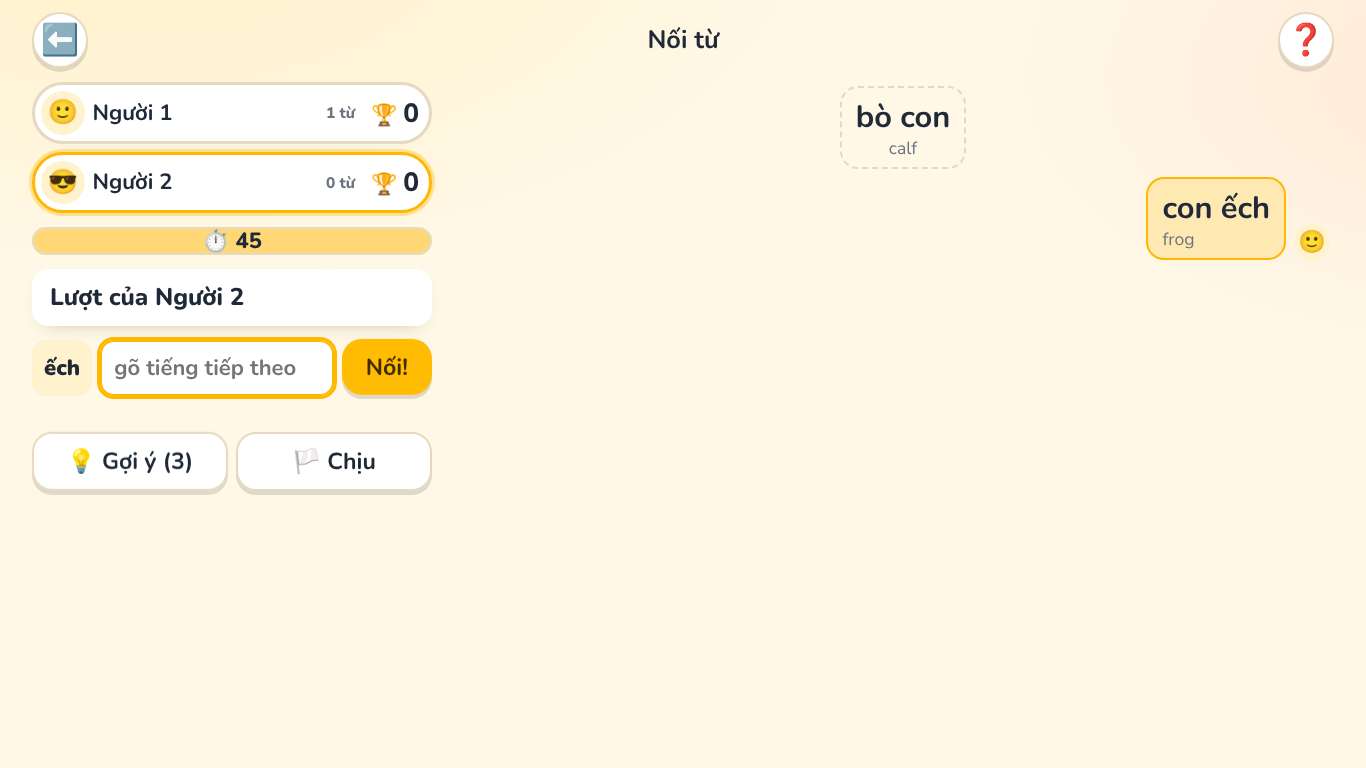 Nối từ
Người 1
1 từ
0
Người 2
0 từ
0
45
Lượt của Người 2
ếch
gõ tiếng tiếp theo
Nối!
Gợi ý (3)
Chịu
bò con
calf
con ếch
frog